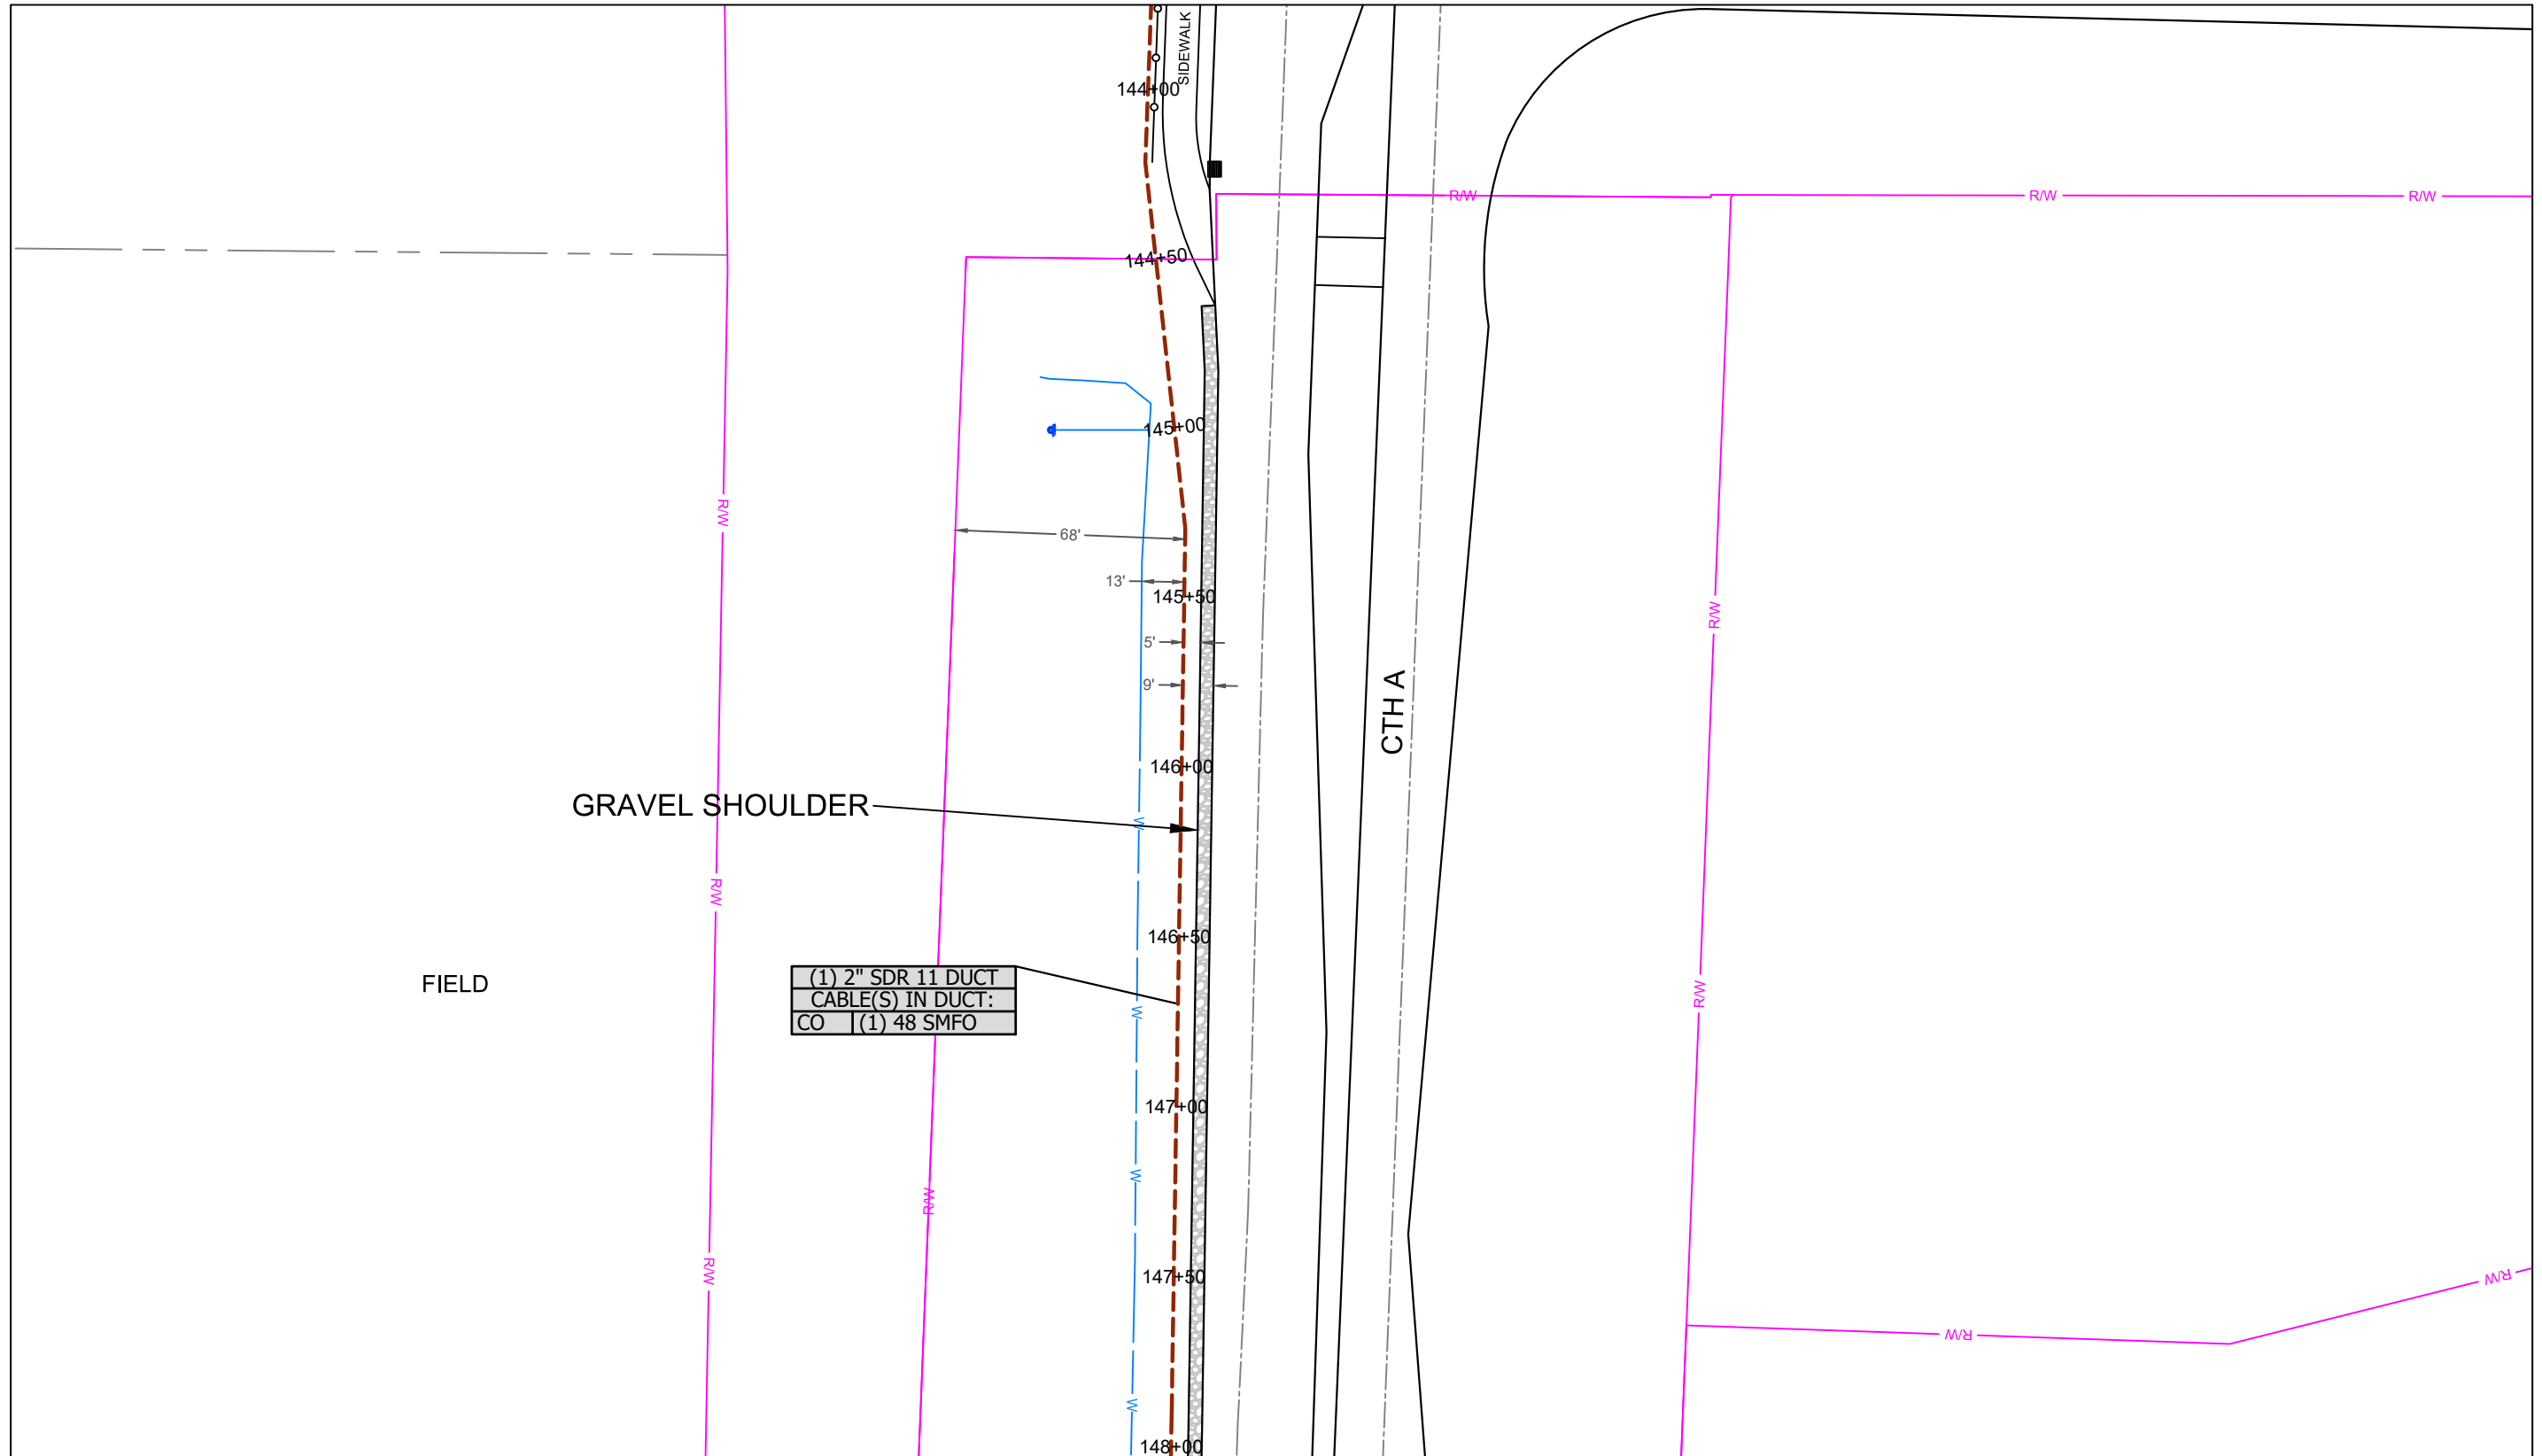 SIDEWALK
144+00
R/W
R/W
R/W
144+50
145+00
R/W
68'
13'
145+50
R/W
5'
9'
CTH A
146+00
GRAVEL SHOULDER
W
R/W
146+50
FIELD
(1) 2" SDR 11 DUCT
CABLE(S) IN DUCT:
CO (1) 48 SMFO
R/W
W
147+00
W
R/W
R/W
147+50
R/W
R/W
W
148+00